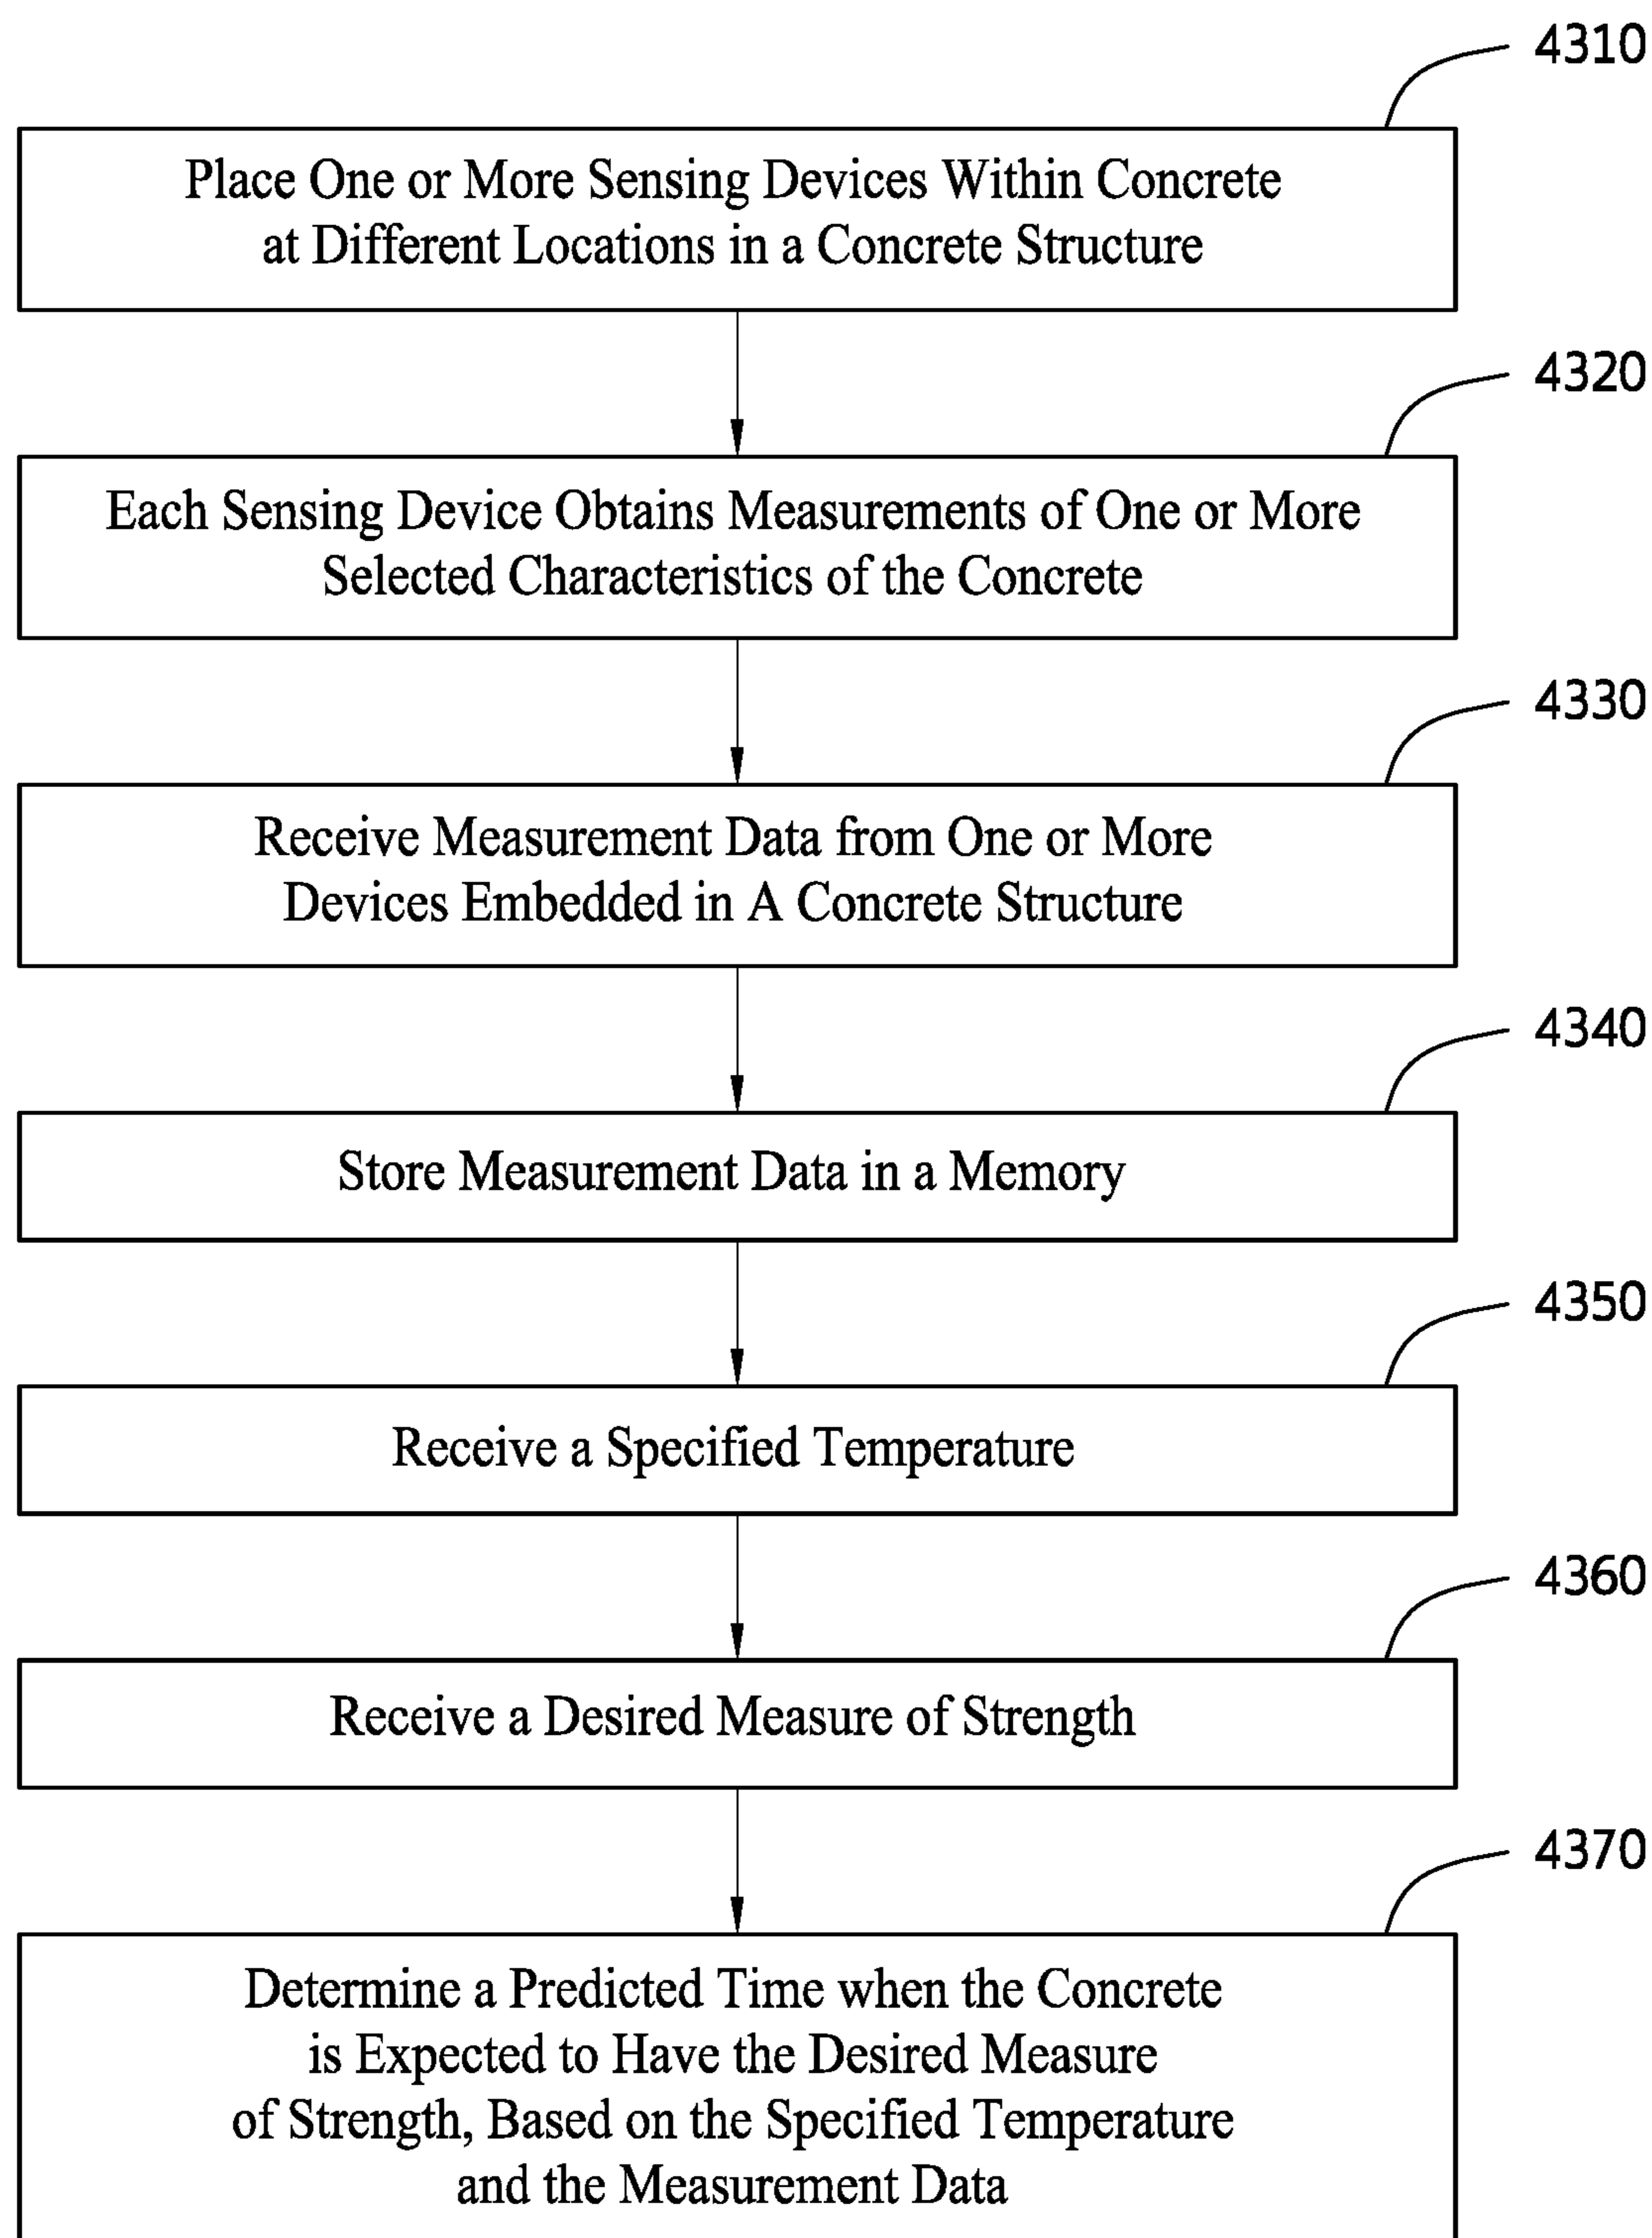 4310
Place One or More Sensing Devices Within Concrete
at Different Locations in a Concrete Structure
4320
Each Sensing Device Obtains Measurements of One or More
Selected Characteristics of the Concrete
4330
Receive Measurement Data from One or More
Devices Embedded in A Concrete Structure
4340
Store Measurement Data in a Memory
4350
Receive a Specified Temperature
4360
Receive a Desired Measure of Strength
4370
Determine a Predicted Time when the Concrete
is Expected to Have the Desired Measure
of Strength, Based on the Specified Temperature
and the Measurement Data